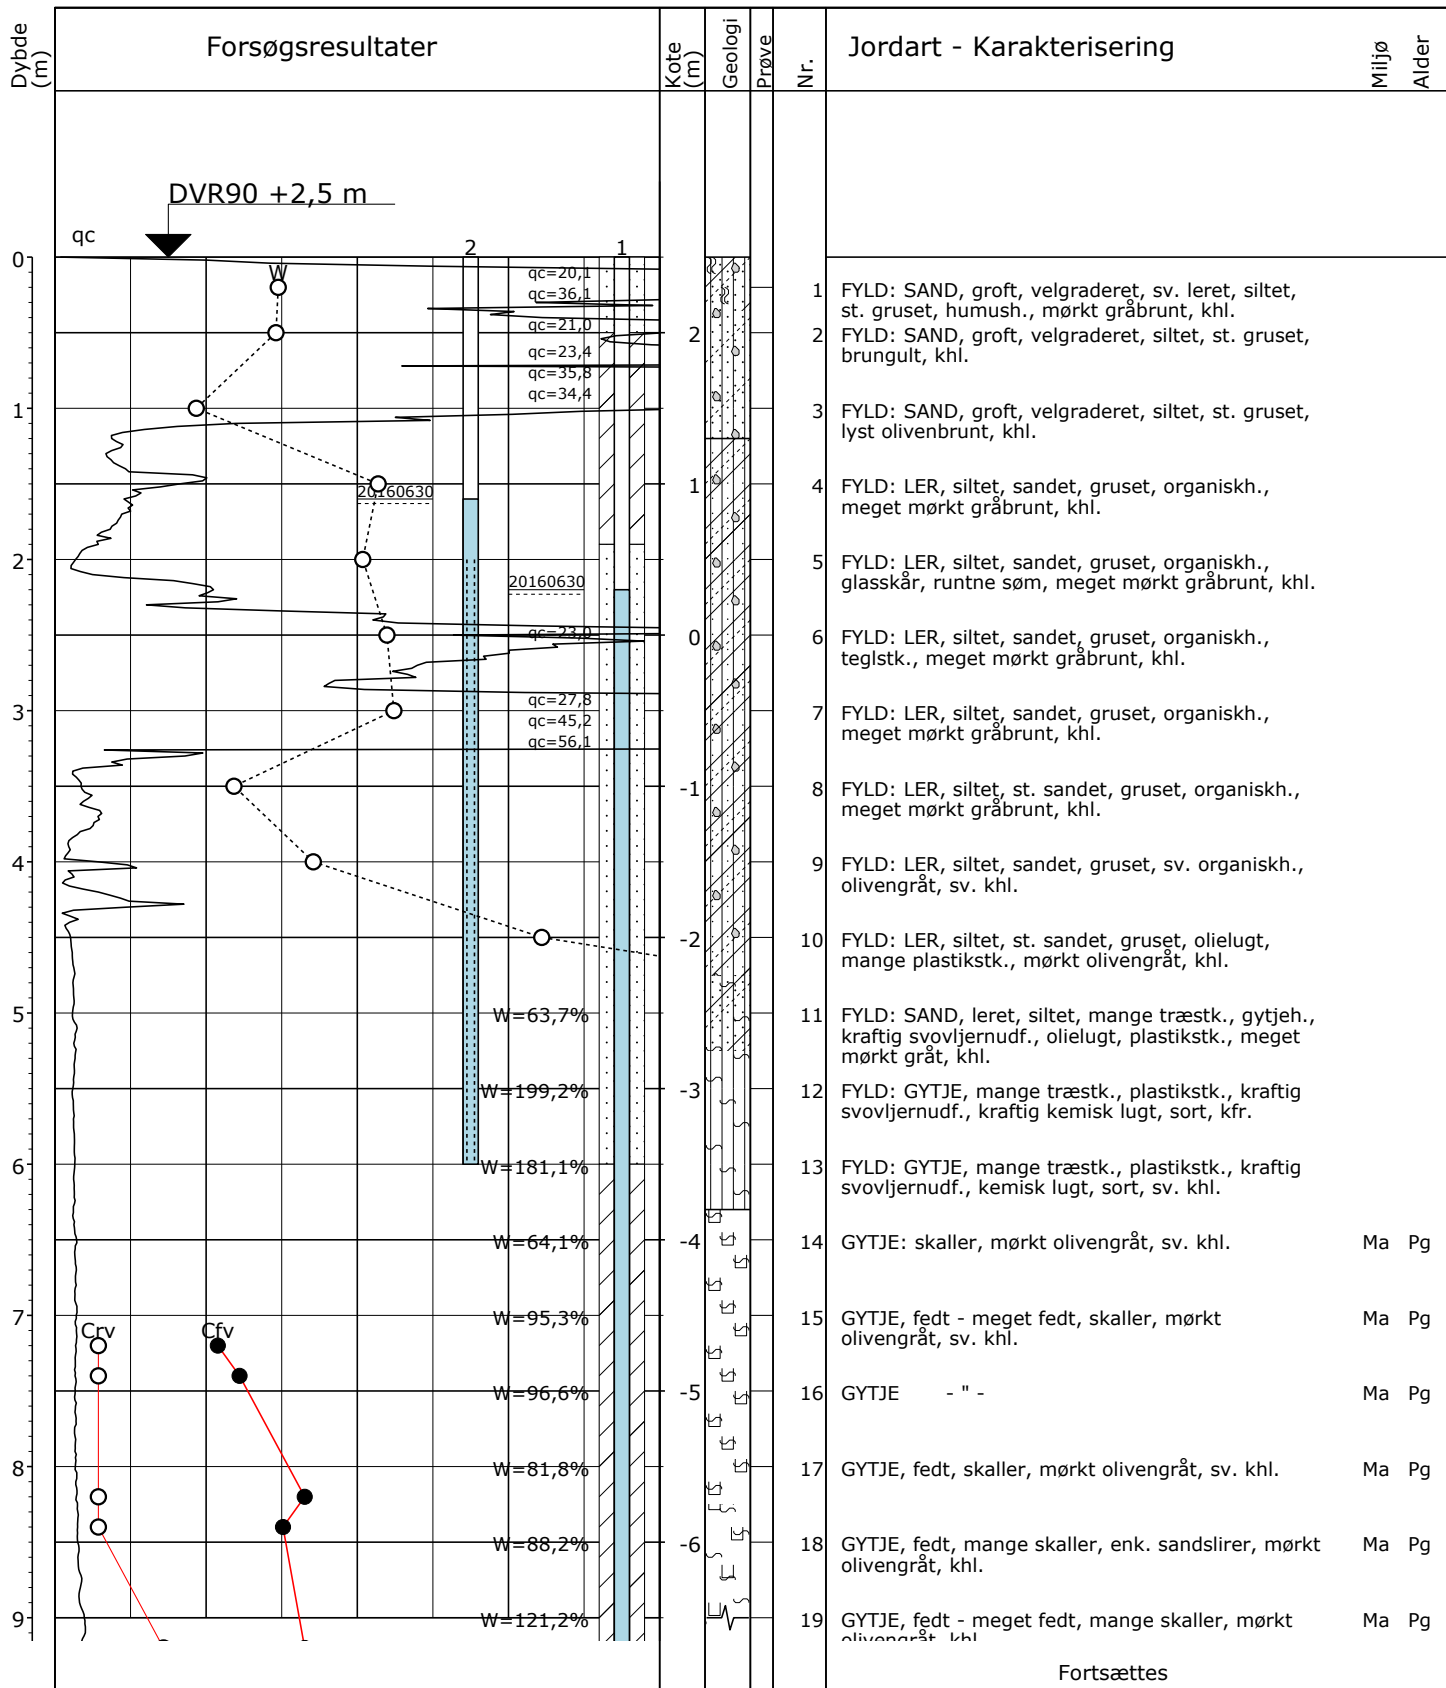 Dybde
(m)
Forsøgsresultater
Kote
(m)
Geologi
Prøve
Nr.
Jordart - Karakterisering
Miljø
Alder
DVR90 +2,5 m
qc
2
1
W
0
qc=20,1
qc=36,1
1 FYLD: SAND, groft, velgraderet, sv. leret, siltet,
st. gruset, humush., mørkt gråbrunt, khl.
qc=21,0
2
2 FYLD: SAND, groft, velgraderet, siltet, st. gruset,
brungult, khl.
qc=23,4
qc=35,8
qc=34,4
1
3 FYLD: SAND, groft, velgraderet, siltet, st. gruset,
lyst olivenbrunt, khl.
20160630
1
4 FYLD: LER, siltet, sandet, gruset, organiskh.,
meget mørkt gråbrunt, khl.
2
5 FYLD: LER, siltet, sandet, gruset, organiskh.,
glasskår, runtne søm, meget mørkt gråbrunt, khl.
20160630
qc=23,0
0
6 FYLD: LER, siltet, sandet, gruset, organiskh.,
teglstk., meget mørkt gråbrunt, khl.
qc=27,8
qc=45,2
qc=56,1
3
7 FYLD: LER, siltet, sandet, gruset, organiskh.,
meget mørkt gråbrunt, khl.
-1
8 FYLD: LER, siltet, st. sandet, gruset, organiskh.,
meget mørkt gråbrunt, khl.
4
9 FYLD: LER, siltet, sandet, gruset, sv. organiskh.,
olivengråt, sv. khl.
-2
10 FYLD: LER, siltet, st. sandet, gruset, olielugt,
mange plastikstk., mørkt olivengråt, khl.
5
W=63,7%
11 FYLD: SAND, leret, siltet, mange træstk., gytjeh.,
kraftig svovljernudf., olielugt, plastikstk., meget
mørkt gråt, khl.
W=199,2%
-3
12 FYLD: GYTJE, mange træstk., plastikstk., kraftig
svovljernudf., kraftig kemisk lugt, sort, kfr.
6
W=181,1%
13 FYLD: GYTJE, mange træstk., plastikstk., kraftig
svovljernudf., kemisk lugt, sort, sv. khl.
W=64,1%
-4
14 GYTJE: skaller, mørkt olivengråt, sv. khl. Ma Pg
7
Crv
Cfv
W=95,3%
15 GYTJE, fedt - meget fedt, skaller, mørkt Ma Pg
olivengråt, sv. khl.
W=96,6%
-5
16 GYTJE - " - Ma Pg
8
W=81,8%
17 GYTJE, fedt, skaller, mørkt olivengråt, sv. khl. Ma Pg
W=88,2%
-6
18 GYTJE, fedt, mange skaller, enk. sandslirer, mørkt Ma Pg
olivengråt, khl.
9
W=121,2%
19 GYTJE, fedt - meget fedt, mange skaller, mørkt Ma Pg
olivengråt, khl
Fortsættes